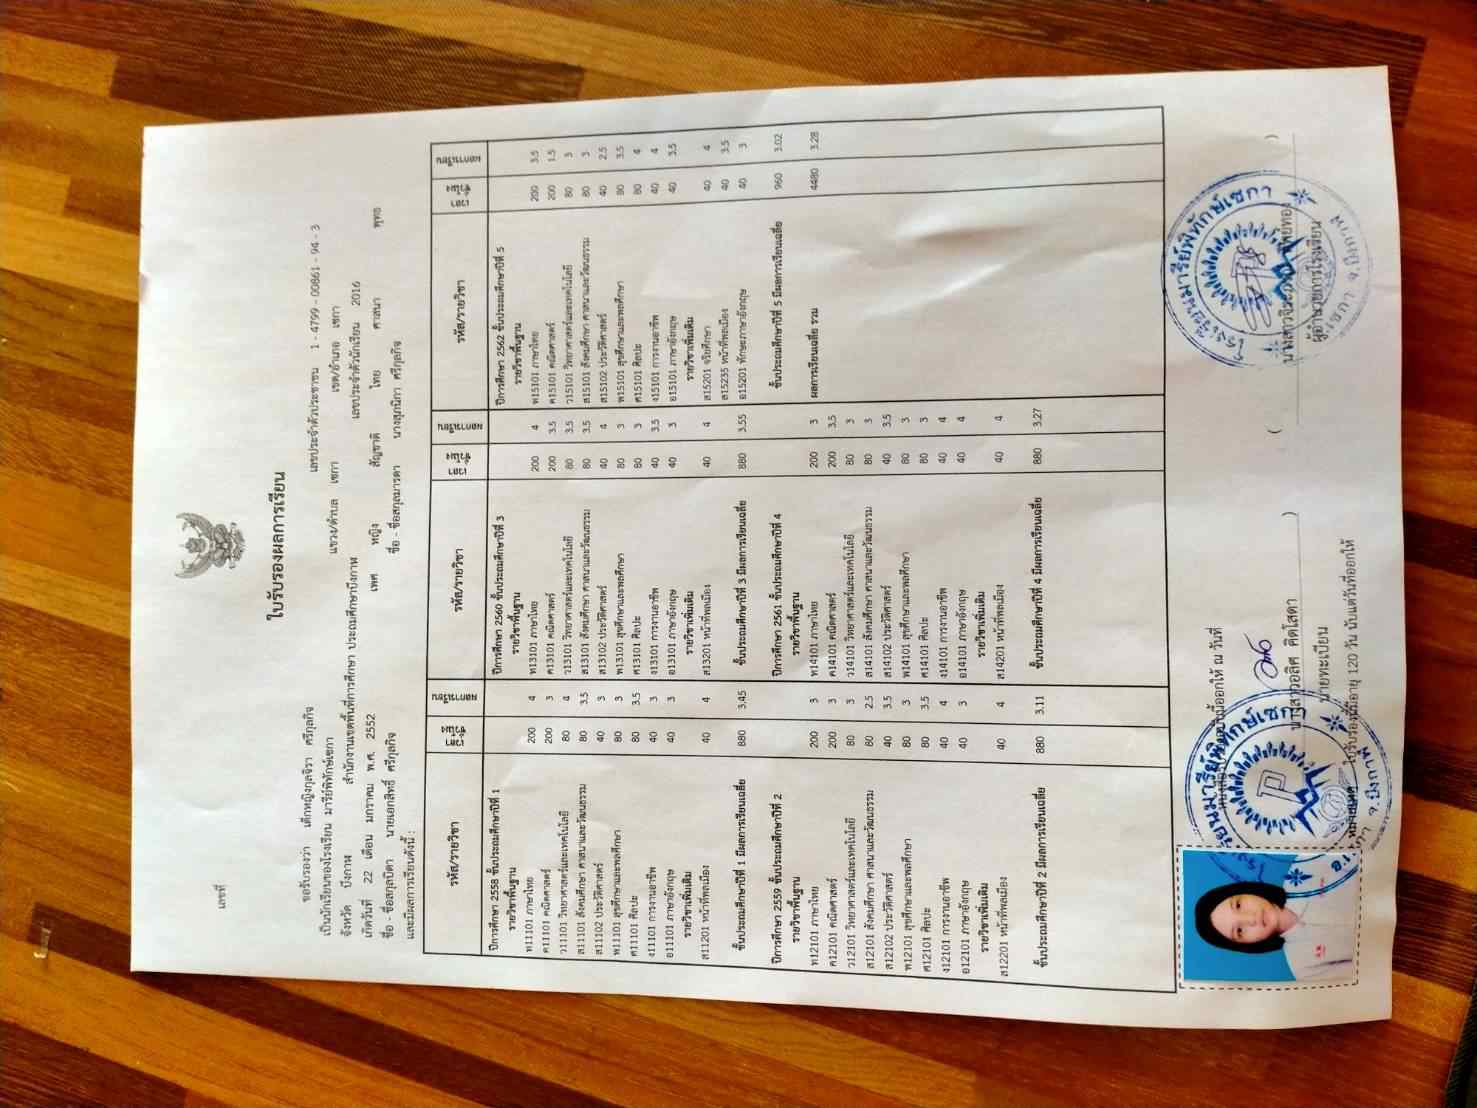 เลขที่
ใบรับรองผลการเรียน
ขอรับรองว่า เด็กหญิงกุลจิรา ศรีกุลกิจ เลขประจำตัวประชาชน 1 - 4799 - 00861 - 94 - 3
เป็นนักเรียนของโรงเรียน มารีย์พิทักษ์เซกา แขวง/ตำบล เซกา เขต/อำเภอ เซกา
จังหวัด บึงกาฬ สำนักงานเขตพื้นที่การศึกษา ประถมศึกษาบึงกาฬ เลขประจำตัวนักเรียน 2016
เกิดวันที่ 22 เดือน มกราคม พ.ศ. 2552 เพศ หญิง สัญชาติ ไทย ศาสนา พุทธ
ชื่อ - ชื่อสกุลบิดา นายเอกสิทธิ์ ศรีกุลกิจ ชื่อ - ชื่อสกุลมารดา นางสุภนิภา ศรีกุลกิจ
และมีผลการเรียนดังนี้ :
รหัส/รายวิชา เวลา ชั่วโมง ผลการเรียน
ปีการศึกษา 2558 ชั้นประถมศึกษาปีที่ 1
รายวิชาพื้นฐาน
ท11101 ภาษาไทย 200 4
ค11101 คณิตศาสตร์ 200 3
ว11101 วิทยาศาสตร์และเทคโนโลยี 80 4
ส11101 สังคมศึกษา ศาสนาและวัฒนธรรม 80 3.5
ส11102 ประวัติศาสตร์ 40 3
พ11101 สุขศึกษาและพลศึกษา 80 3
ศ11101 ศิลปะ 80 3.5
ง11101 การงานอาชีพ 40 3
อ11101 ภาษาอังกฤษ 40 3
รายวิชาเพิ่มเติม
ส11201 หน้าที่พลเมือง 40 4
ชั้นประถมศึกษาปีที่ 1 มีผลการเรียนเฉลี่ย 880 3.45
ปีการศึกษา 2559 ชั้นประถมศึกษาปีที่ 2
รายวิชาพื้นฐาน
ท12101 ภาษาไทย 200 3
ค12101 คณิตศาสตร์ 200 3
ว12101 วิทยาศาสตร์และเทคโนโลยี 80 3
ส12101 สังคมศึกษา ศาสนาและวัฒนธรรม 80 2.5
ส12102 ประวัติศาสตร์ 40 3.5
พ12101 สุขศึกษาและพลศึกษา 80 3
ศ12101 ศิลปะ 80 3.5
ง12101 การงานอาชีพ 40 4
อ12101 ภาษาอังกฤษ 40 3
รายวิชาเพิ่มเติม
ส12201 หน้าที่พลเมือง 40 4
ชั้นประถมศึกษาปีที่ 2 มีผลการเรียนเฉลี่ย 880 3.11
รหัส/รายวิชา เวลา ชั่วโมง ผลการเรียน
ปีการศึกษา 2560 ชั้นประถมศึกษาปีที่ 3
รายวิชาพื้นฐาน
ท13101 ภาษาไทย 200 4
ค13101 คณิตศาสตร์ 200 3.5
ว13101 วิทยาศาสตร์และเทคโนโลยี 80 3.5
ส13101 สังคมศึกษา ศาสนาและวัฒนธรรม 80 3.5
ส13102 ประวัติศาสตร์ 40 4
พ13101 สุขศึกษาและพลศึกษา 80 3
ศ13101 ศิลปะ 80 3
ง13101 การงานอาชีพ 40 3.5
อ13101 ภาษาอังกฤษ 40 3
รายวิชาเพิ่มเติม
ส13201 หน้าที่พลเมือง 40 4
ชั้นประถมศึกษาปีที่ 3 มีผลการเรียนเฉลี่ย 880 3.55
ปีการศึกษา 2561 ชั้นประถมศึกษาปีที่ 4
รายวิชาพื้นฐาน
ท14101 ภาษาไทย 200 3
ค14101 คณิตศาสตร์ 200 3.5
ว14101 วิทยาศาสตร์และเทคโนโลยี 80 3
ส14101 สังคมศึกษา ศาสนาและวัฒนธรรม 80 3
ส14102 ประวัติศาสตร์ 40 3.5
พ14101 สุขศึกษาและพลศึกษา 80 3
ศ14101 ศิลปะ 80 3
ง14101 การงานอาชีพ 40 4
อ14101 ภาษาอังกฤษ 40 4
รายวิชาเพิ่มเติม
ส14201 หน้าที่พลเมือง 40 4
ชั้นประถมศึกษาปีที่ 4 มีผลการเรียนเฉลี่ย 880 3.27
รหัส/รายวิชา เวลา ชั่วโมง ผลการเรียน
ปีการศึกษา 2562 ชั้นประถมศึกษาปีที่ 5
รายวิชาพื้นฐาน
ท15101 ภาษาไทย 200 3.5
ค15101 คณิตศาสตร์ 200 1.5
ว15101 วิทยาศาสตร์และเทคโนโลยี 80 3
ส15101 สังคมศึกษา ศาสนาและวัฒนธรรม 80 3
ส15102 ประวัติศาสตร์ 40 2.5
พ15101 สุขศึกษาและพลศึกษา 80 3.5
ศ15101 ศิลปะ 80 4
ง15101 การงานอาชีพ 40 4
อ15101 ภาษาอังกฤษ 40 3.5
รายวิชาเพิ่มเติม
ส15201 จริยศึกษา 40 4
ส15235 หน้าที่พลเมือง 40 3.5
อ15201 ทักษะภาษาอังกฤษ 40 3
ชั้นประถมศึกษาปีที่ 5 มีผลการเรียนเฉลี่ย 960 3.02
ผลการเรียนเฉลี่ย รวม 4480 3.28
หนังสือรับรองฉบับนี้ออกให้ ณ วันที่
นางสาวอลิศ คิดโสดา )
นายทะเบียน
หมายเหตุ ใบรับรองนี้มีอายุ 120 วัน นับแต่วันที่ออกให้
( )
นางสาวจิระ
ผู้อำนวยการโรงเรียน
โรงเรียนมารีย์พิทักษ์เซกา
อ.เซกา จ.บึงกาฬ
โรงเรียนมารีย์พิทักษ์เซกา
จ.บึงกาฬ